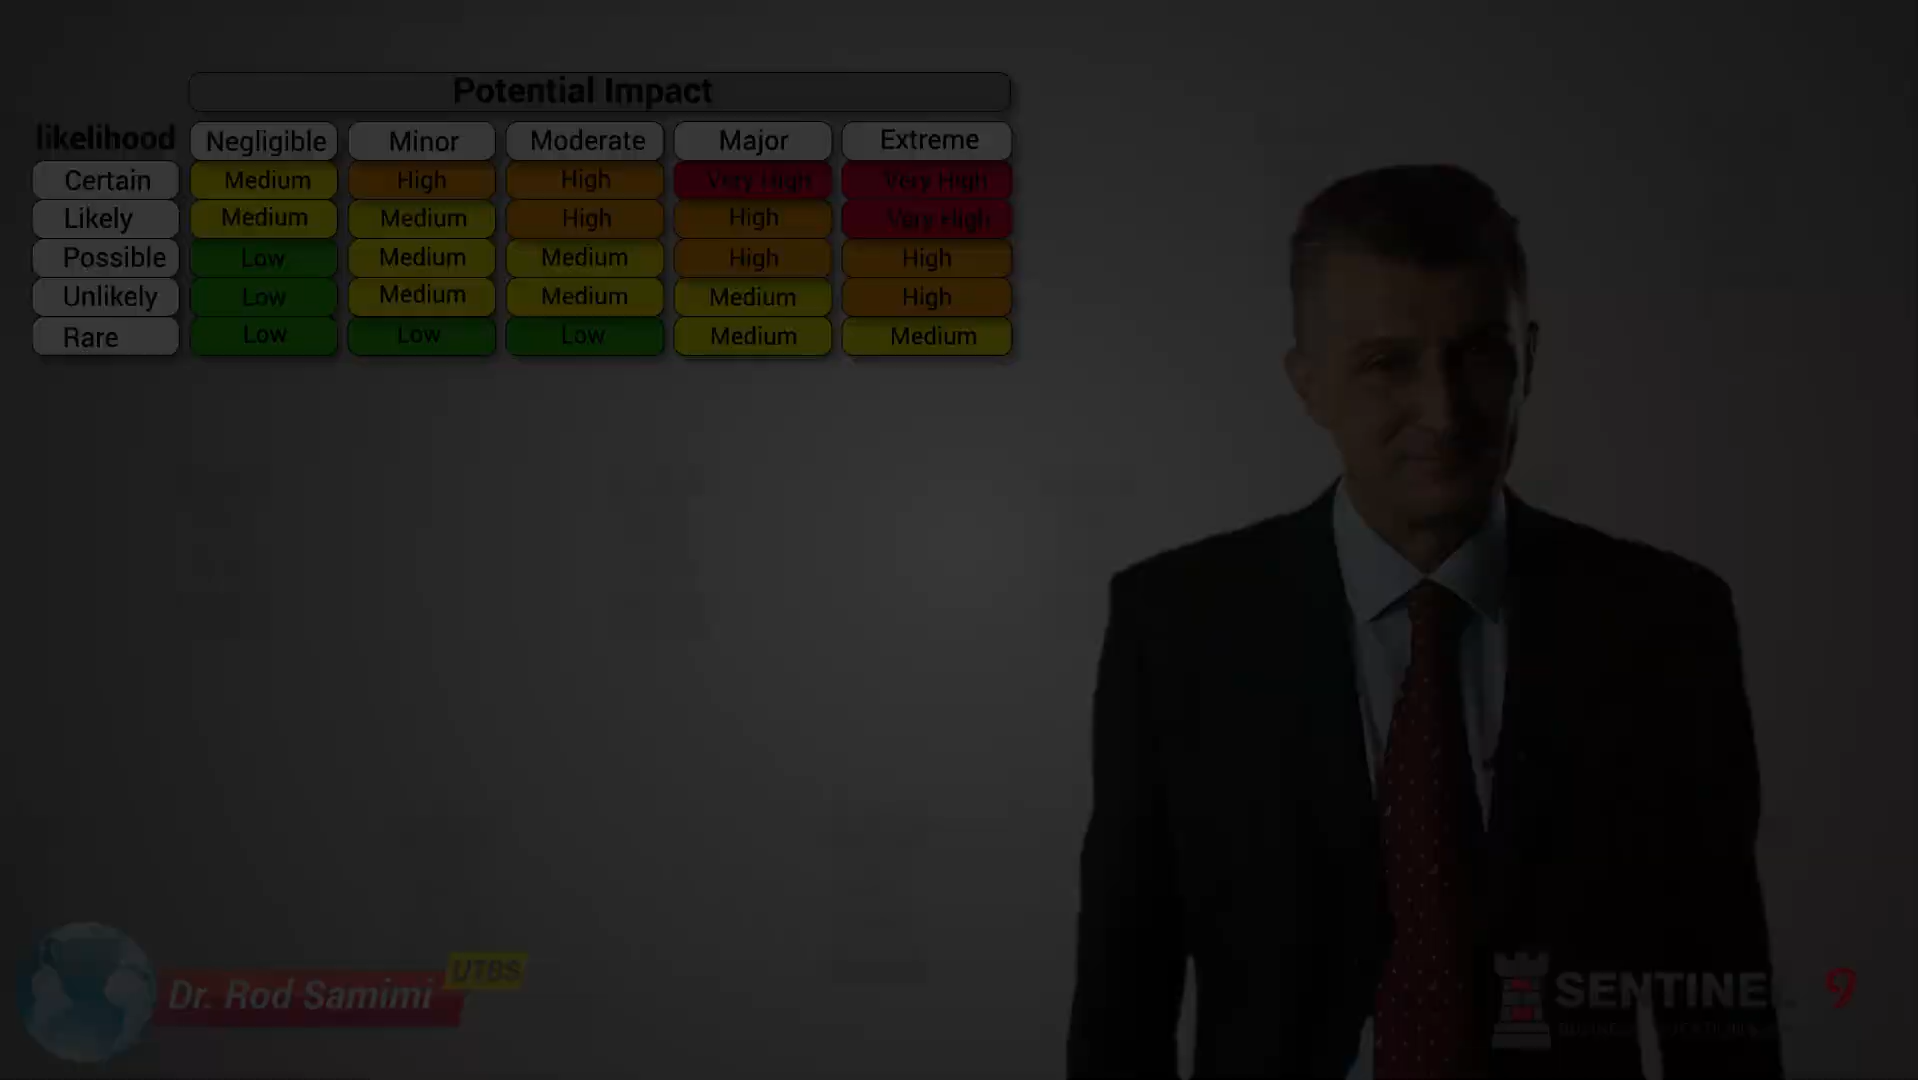 Potential Impact
likelihood Negligible Minor Moderate Major Extreme
Certain Medium High High Very High Very High
Likely Medium Medium High High Very High
Possible Low Medium Medium High High
Unlikely Low Medium Medium Medium High
Rare Low Low Low Medium Medium
UTBS
Dr. Rod Samimi
SENTINEL 9